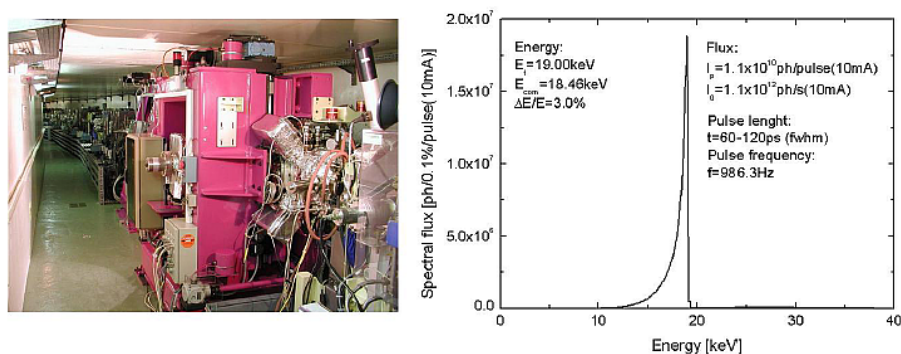 2.0x10⁷
1.5x10⁷
1.0x10⁷
5.0x10⁶
0.0
Spectral flux [ph/0.1%/pulse(10mA)]
Energy:
E_f=19.00keV
E_com=18.46keV
ΔE/E=3.0%
Flux:
I_p=1.1x10¹⁰ph/pulse(10mA)
I_0=1.1x10¹³ph/s(10mA)
Pulse lenght:
t=60-120ps (fwhm)
Pulse frequency:
f=986.3Hz
0 10 20 30 40
Energy [keV]